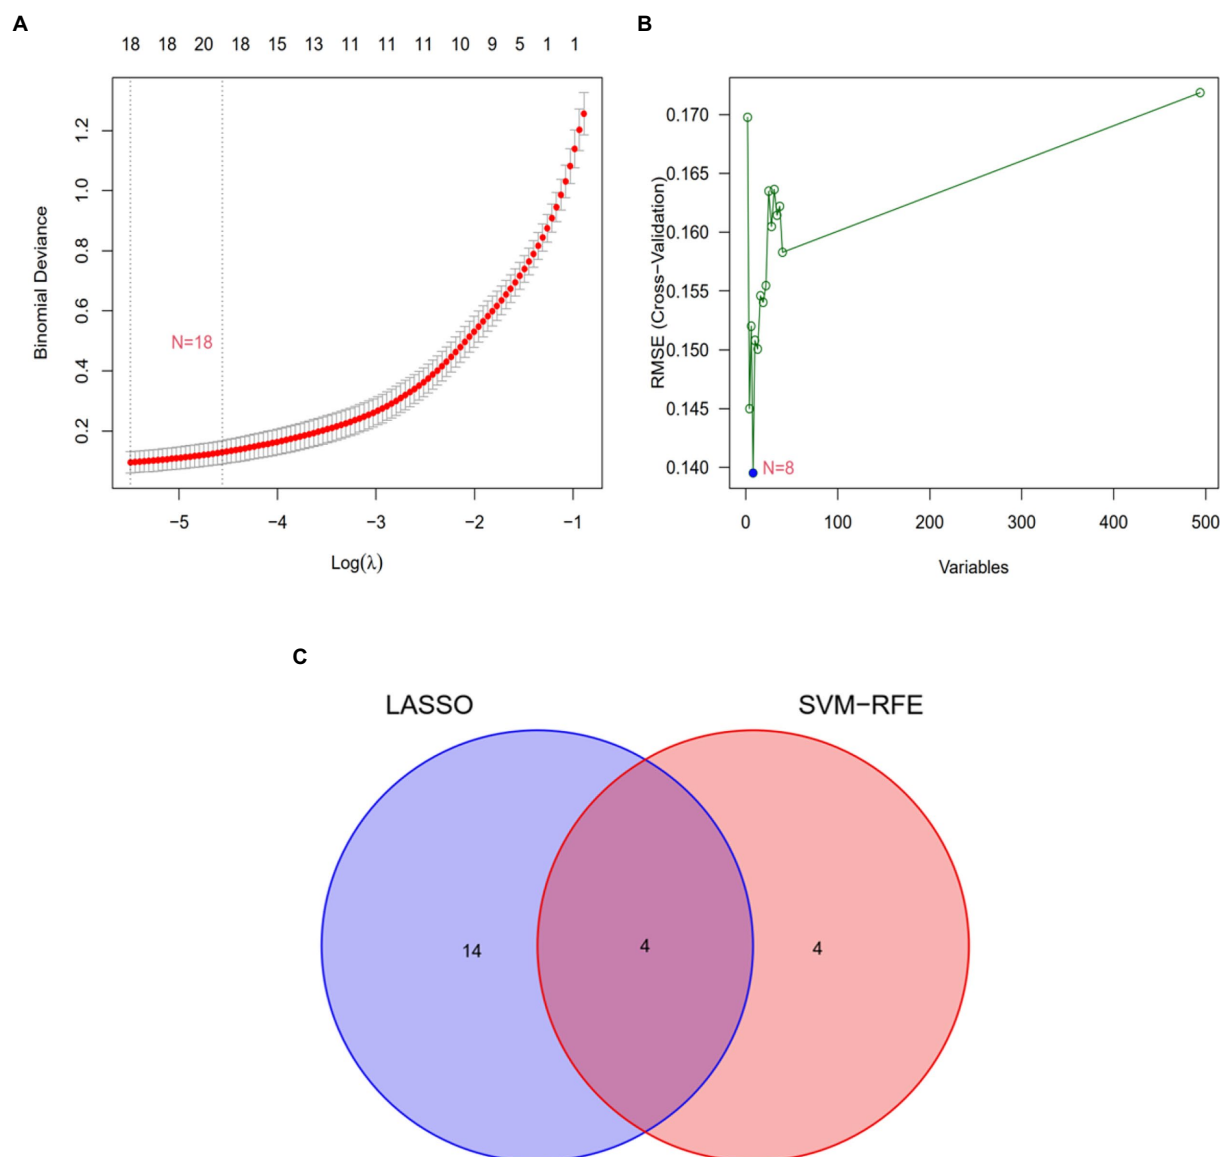 A
18 18 20 18 15 13 11 11 11 10 9 5 1 1
Binomial Deviance
1.2
1.0
0.8
0.6
0.4
0.2
N=18
−5 −4 −3 −2 −1
Log(λ)
B
RMSE (Cross−Validation)
0.170
0.165
0.160
0.155
0.150
0.145
0.140
N=8
0 100 200 300 400 500
Variables
C
LASSO SVM−RFE
14 4 4